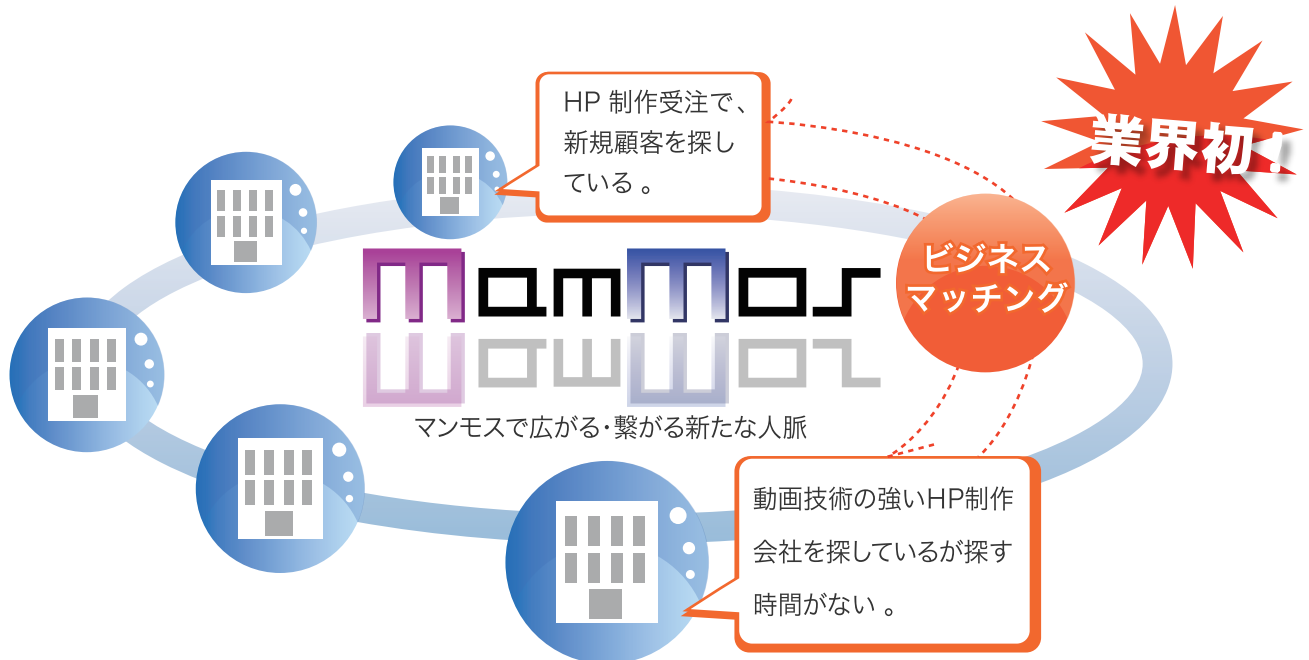 HP 制作受注で、
新規顧客を探し
ている 。
業界初!
ビジネス
マッチング
MamMos
マンモスで広がる・繋がる新たな人脈
動画技術の強いHP制作
会社を探しているが探す
時間がない 。